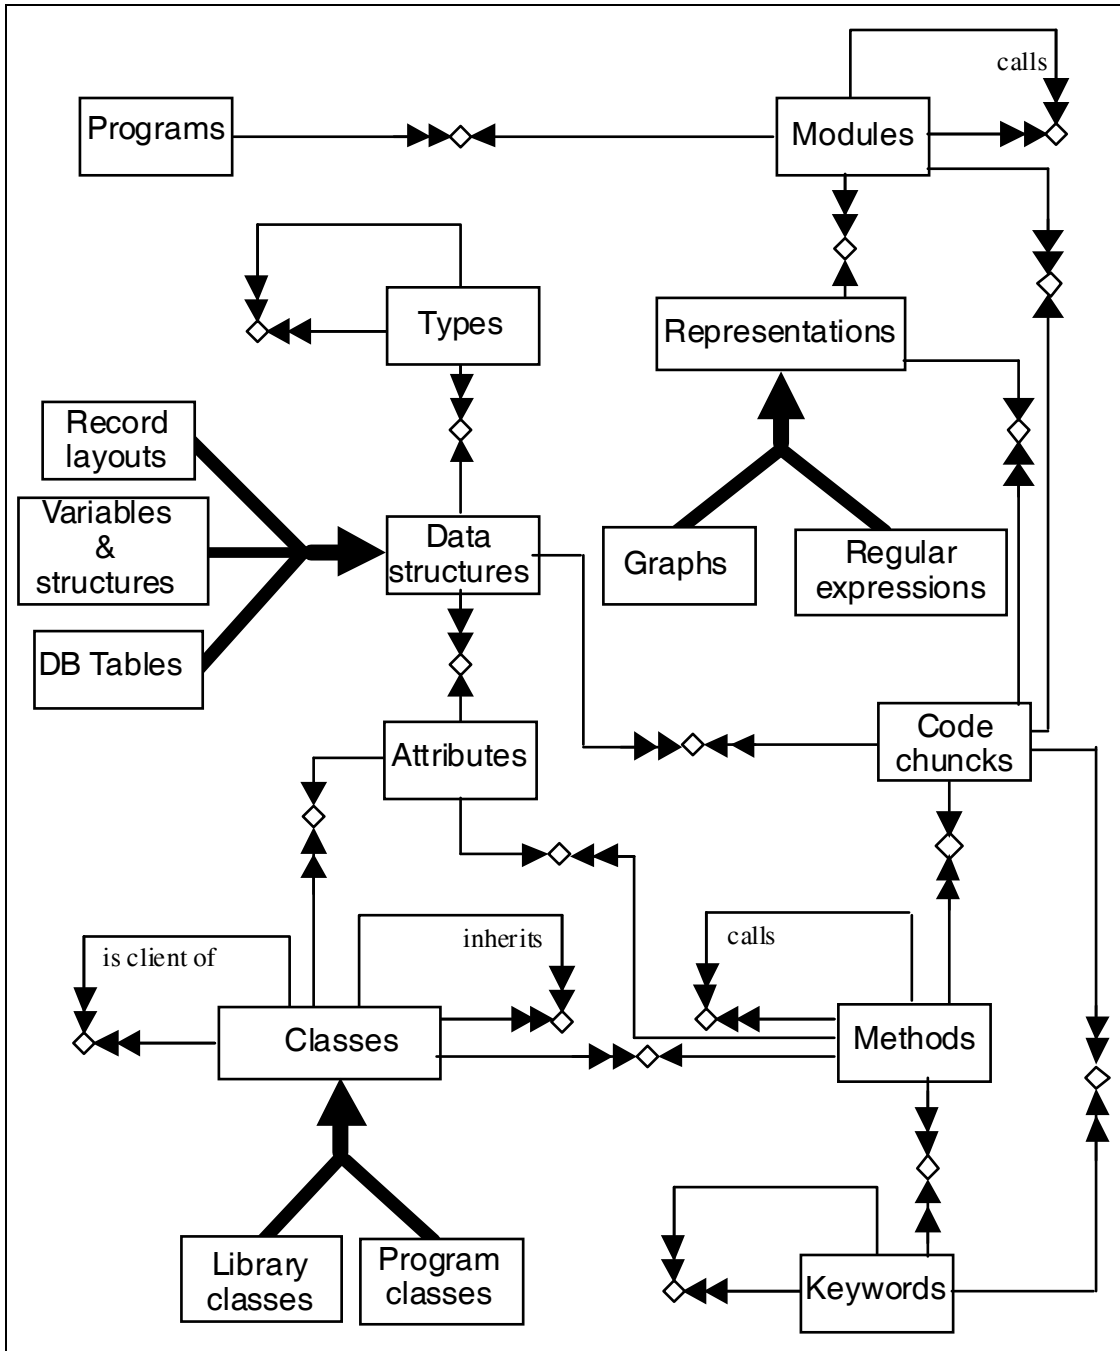 calls
Programs
Modules
Types
Representations
Record
layouts
Variables
&
structures
DB Tables
Data
structures
Graphs
Regular
expressions
Attributes
Code
chuncks
is client of
inherits
calls
Classes
Methods
Library
classes
Program
classes
Keywords